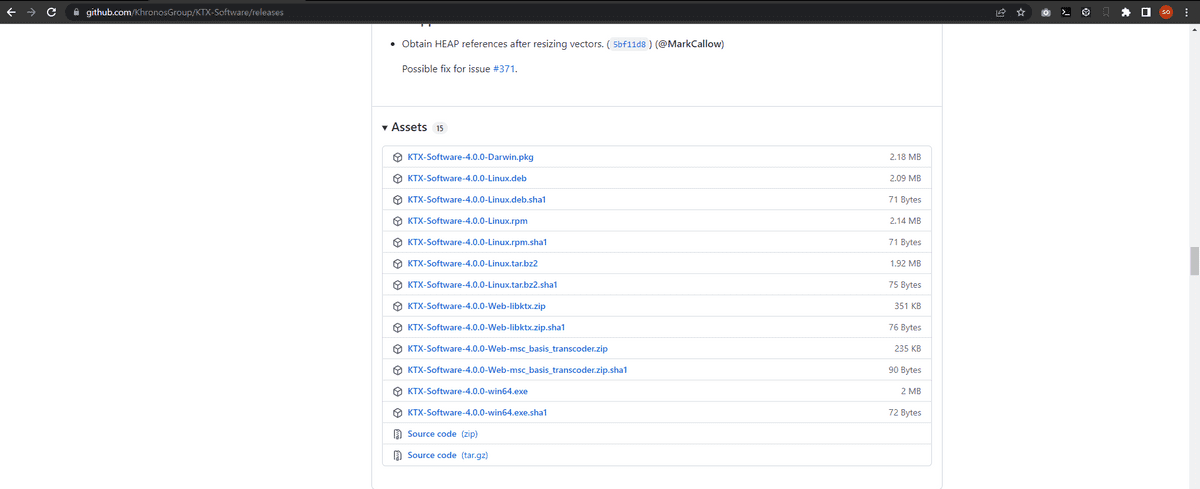 github.com/KhronosGroup/KTX-Software/releases
SO
• Obtain HEAP references after resizing vectors. ( 5bf11d8 ) (@MarkCallow)
Possible fix for issue #371.
Assets 15
KTX-Software-4.0.0-Darwin.pkg 2.18 MB
KTX-Software-4.0.0-Linux.deb 2.09 MB
KTX-Software-4.0.0-Linux.deb.sha1 71 Bytes
KTX-Software-4.0.0-Linux.rpm 2.14 MB
KTX-Software-4.0.0-Linux.rpm.sha1 71 Bytes
KTX-Software-4.0.0-Linux.tar.bz2 1.92 MB
KTX-Software-4.0.0-Linux.tar.bz2.sha1 75 Bytes
KTX-Software-4.0.0-Web-libktx.zip 351 KB
KTX-Software-4.0.0-Web-libktx.zip.sha1 76 Bytes
KTX-Software-4.0.0-Web-msc_basis_transcoder.zip 235 KB
KTX-Software-4.0.0-Web-msc_basis_transcoder.zip.sha1 90 Bytes
KTX-Software-4.0.0-win64.exe 2 MB
KTX-Software-4.0.0-win64.exe.sha1 72 Bytes
Source code (zip)
Source code (tar.gz)